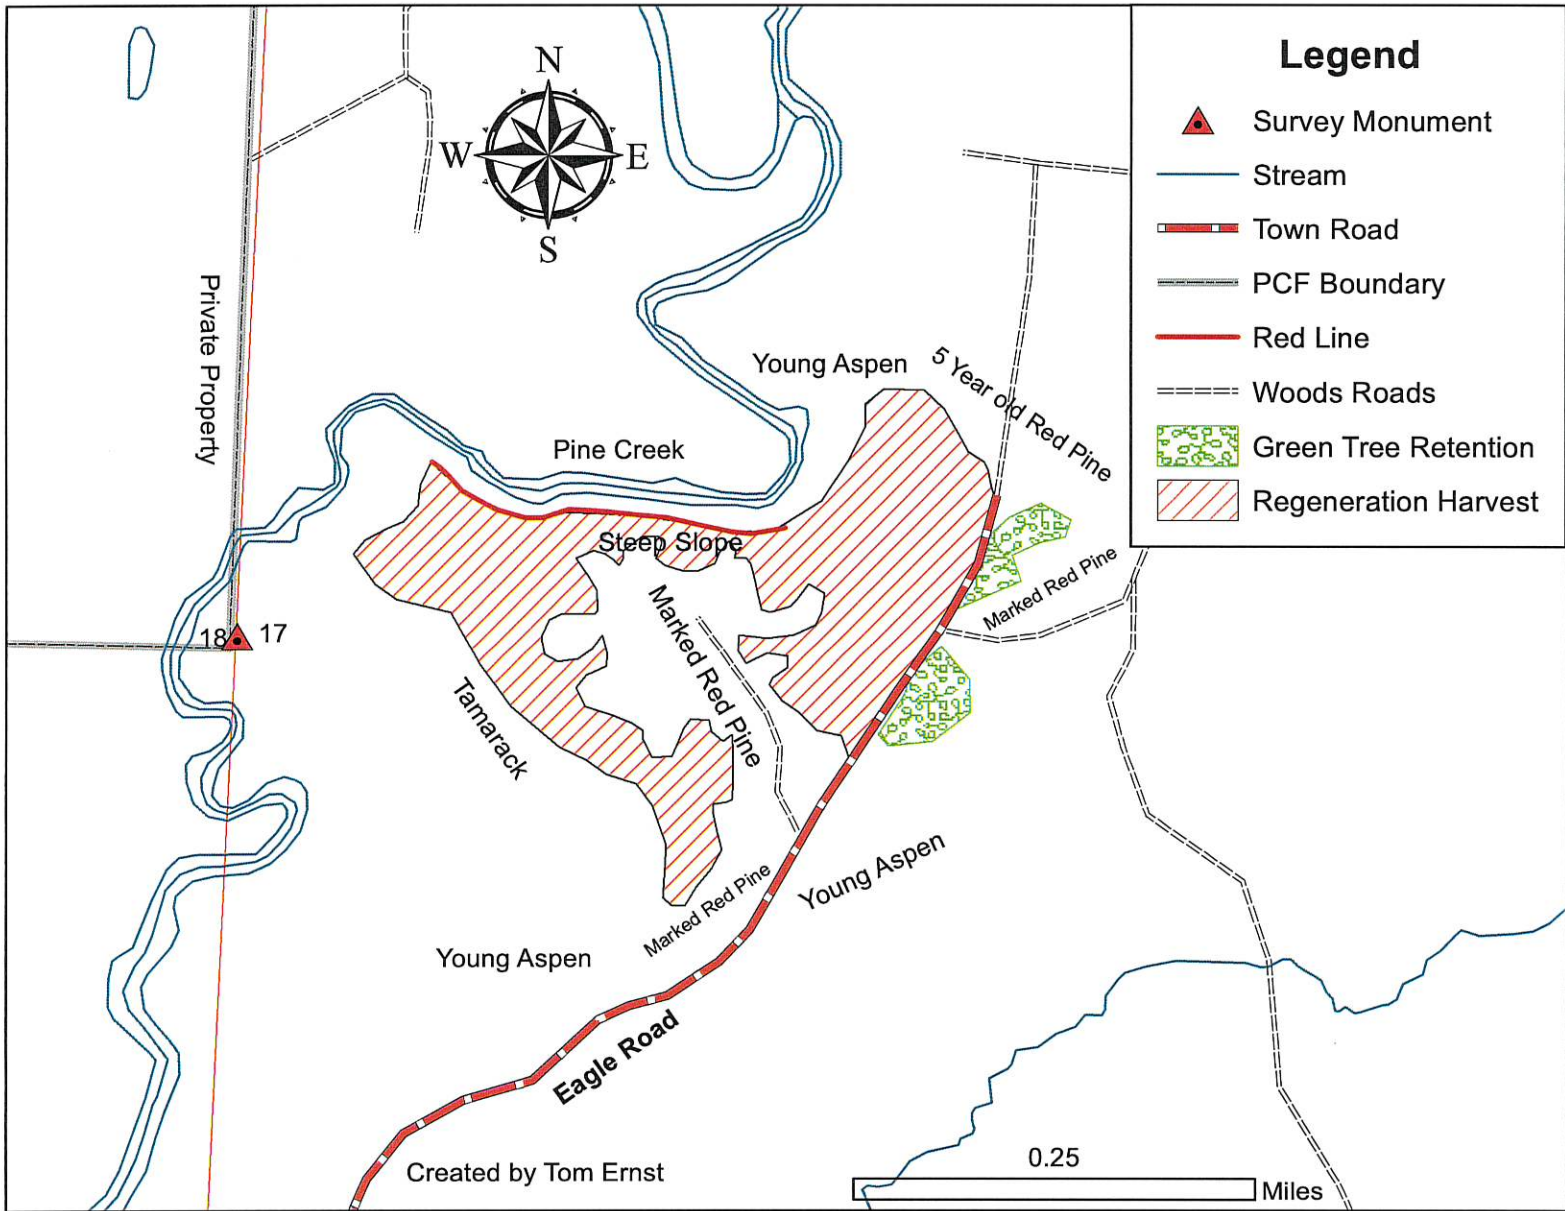 Legend
Survey Monument
Stream
Town Road
PCF Boundary
Red Line
Woods Roads
Green Tree Retention
Regeneration Harvest
N
W
E
S
Private Property
Young Aspen
5 Year old Red Pine
Pine Creek
Steep Slope
Marked Red Pine
Marked Red Pine
18
17
Tamarack
Young Aspen
Marked Red Pine
Young Aspen
Eagle Road
Created by Tom Ernst
0.25
Miles